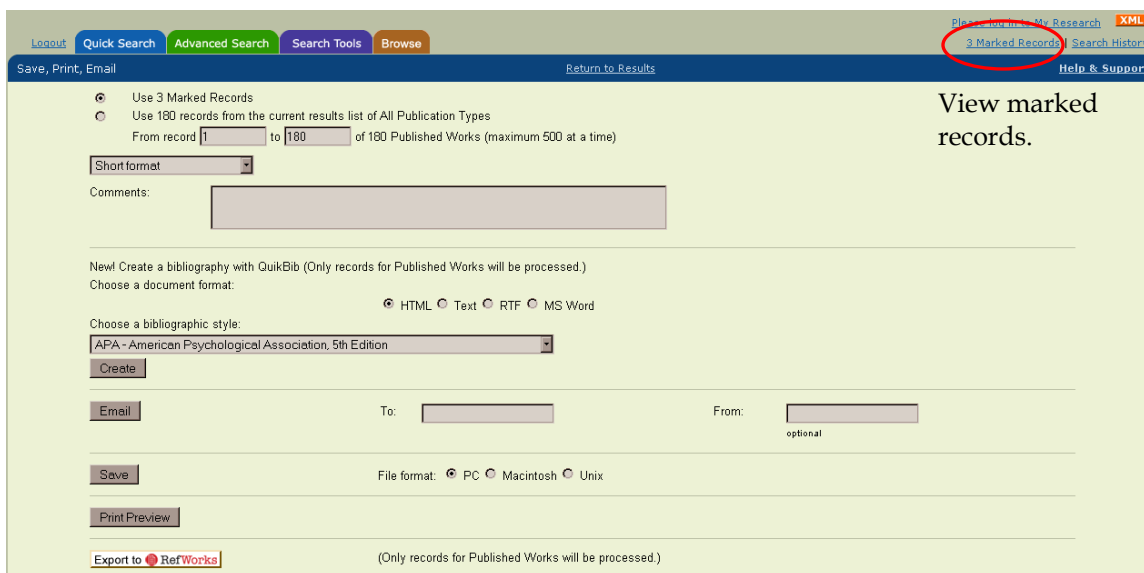 Please log in to My Research XML
Logout Quick Search Advanced Search Search Tools Browse 3 Marked Records | Search History
Save, Print, Email Return to Results Help & Suppor
Use 3 Marked Records
Use 180 records from the current results list of All Publication Types
From record 1 to 180 of 180 Published Works (maximum 500 at a time)
Short format
Comments:
View marked
records.
New! Create a bibliography with QuikBib (Only records for Published Works will be processed.)
Choose a document format:
HTML Text RTF MS Word
Choose a bibliographic style:
APA - American Psychological Association, 5th Edition
Create
Email To: From:
optional
Save File format: PC Macintosh Unix
Print Preview
Export to RefWorks (Only records for Published Works will be processed.)